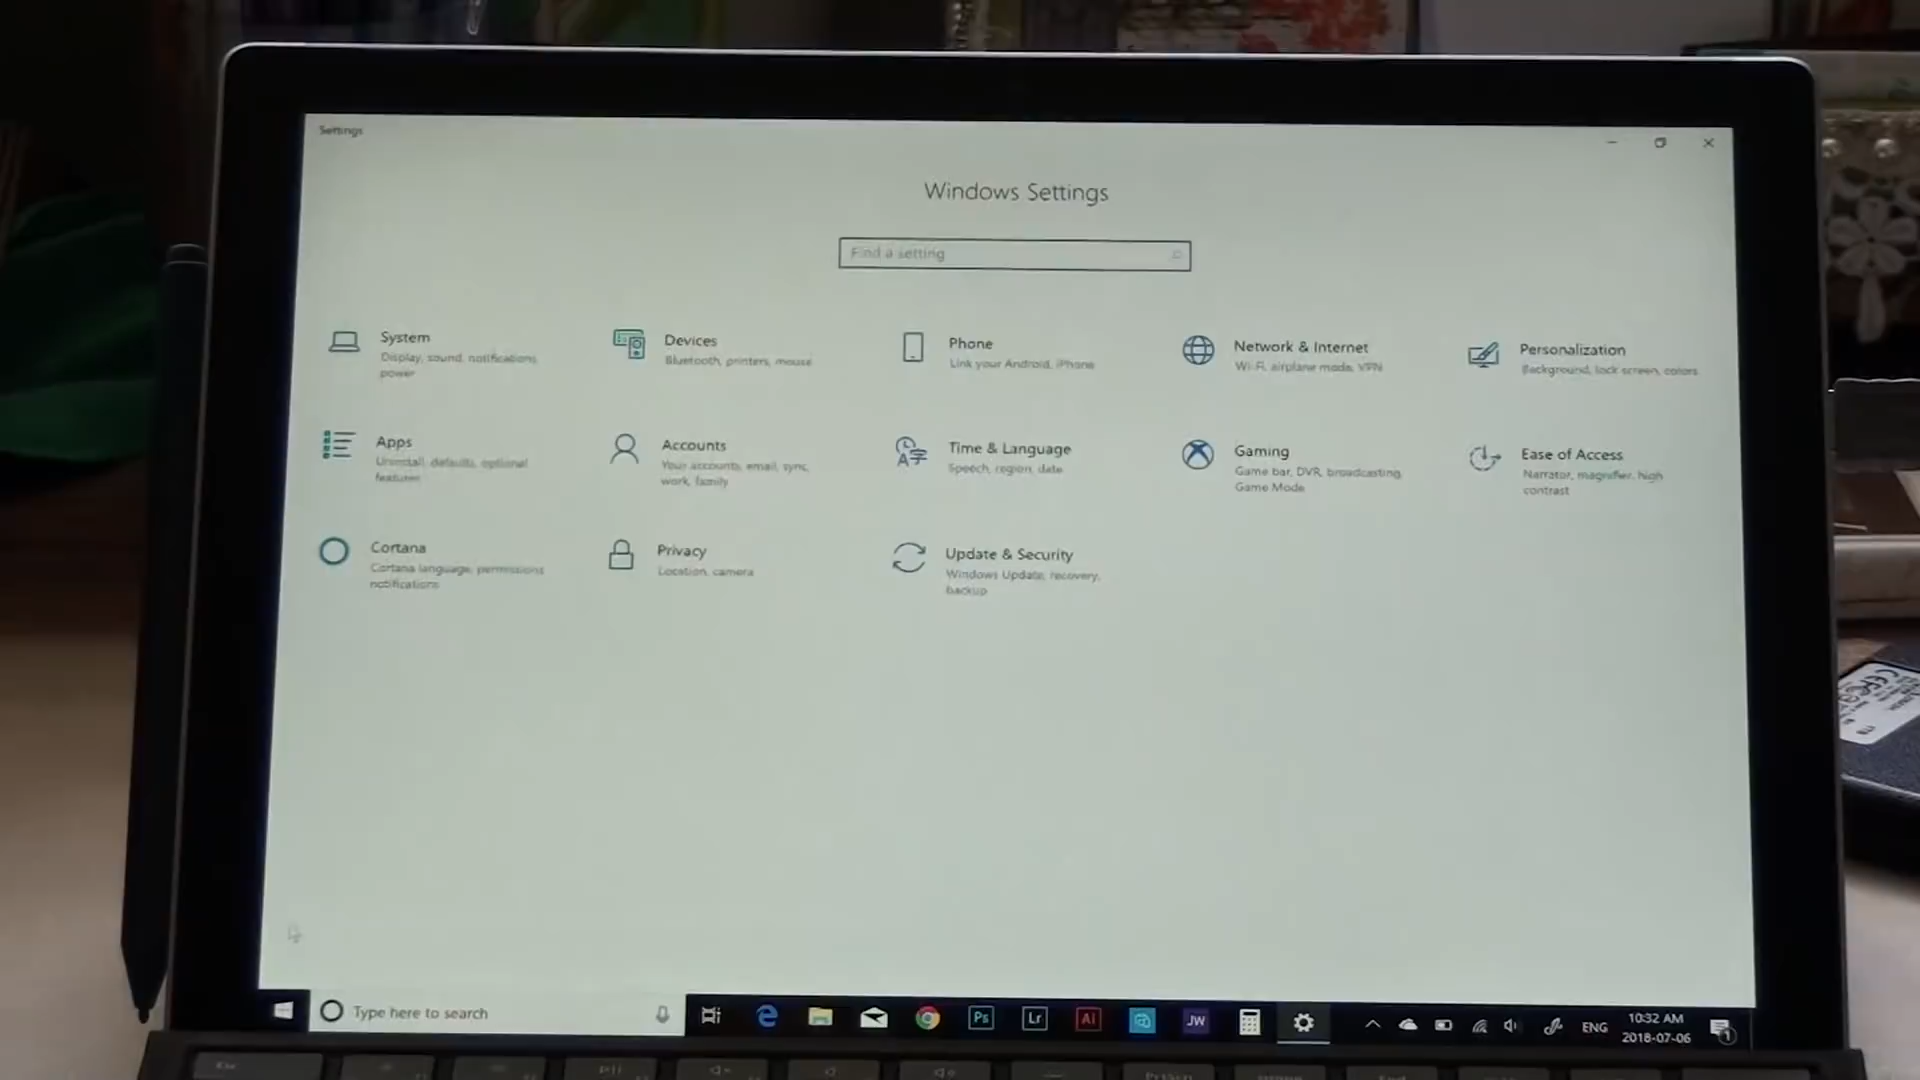 Settings
Windows Settings
Find a setting
System
Display, sound, notifications,
power
Devices
Bluetooth, printers, mouse
Phone
Link your Android, iPhone
Network & Internet
Wi-Fi, airplane mode, VPN
Personalization
Background, lock screen, colors
Apps
Uninstall, defaults, optional
features
Accounts
Your accounts, email, sync,
work, family
Time & Language
Speech, region, date
Gaming
Game bar, DVR, broadcasting,
Game Mode
Ease of Access
Narrator, magnifier, high
contrast
Cortana
Cortana language, permissions
notifications
Privacy
Location, camera
Update & Security
Windows Update, recovery,
backup
Type here to search
Ps
Lr
Ai
JW
ENG
10:32 AM
2018-07-06
1
Esc